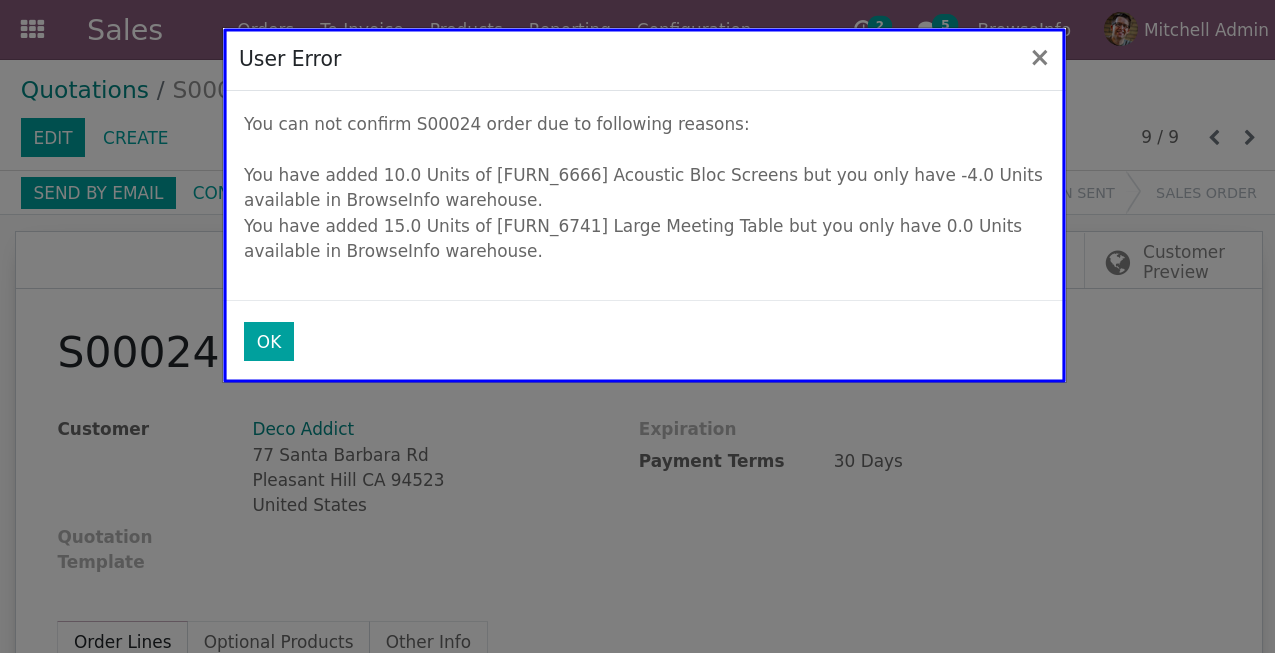 Sales
Orders To Invoice Products Reporting Configuration
2
5
BrowseInfo
Mitchell Admin
User Error
×
Quotations / S000
You can not confirm S00024 order due to following reasons:
EDIT CREATE
9 / 9
You have added 10.0 Units of [FURN_6666] Acoustic Bloc Screens but you only have -4.0 Units
available in BrowseInfo warehouse.
You have added 15.0 Units of [FURN_6741] Large Meeting Table but you only have 0.0 Units
available in BrowseInfo warehouse.
SEND BY EMAIL CON
N SENT SALES ORDER
Customer
Preview
OK
S00024
Customer
Deco Addict
77 Santa Barbara Rd
Pleasant Hill CA 94523
United States
Expiration
Payment Terms 30 Days
Quotation
Template
Order Lines Optional Products Other Info